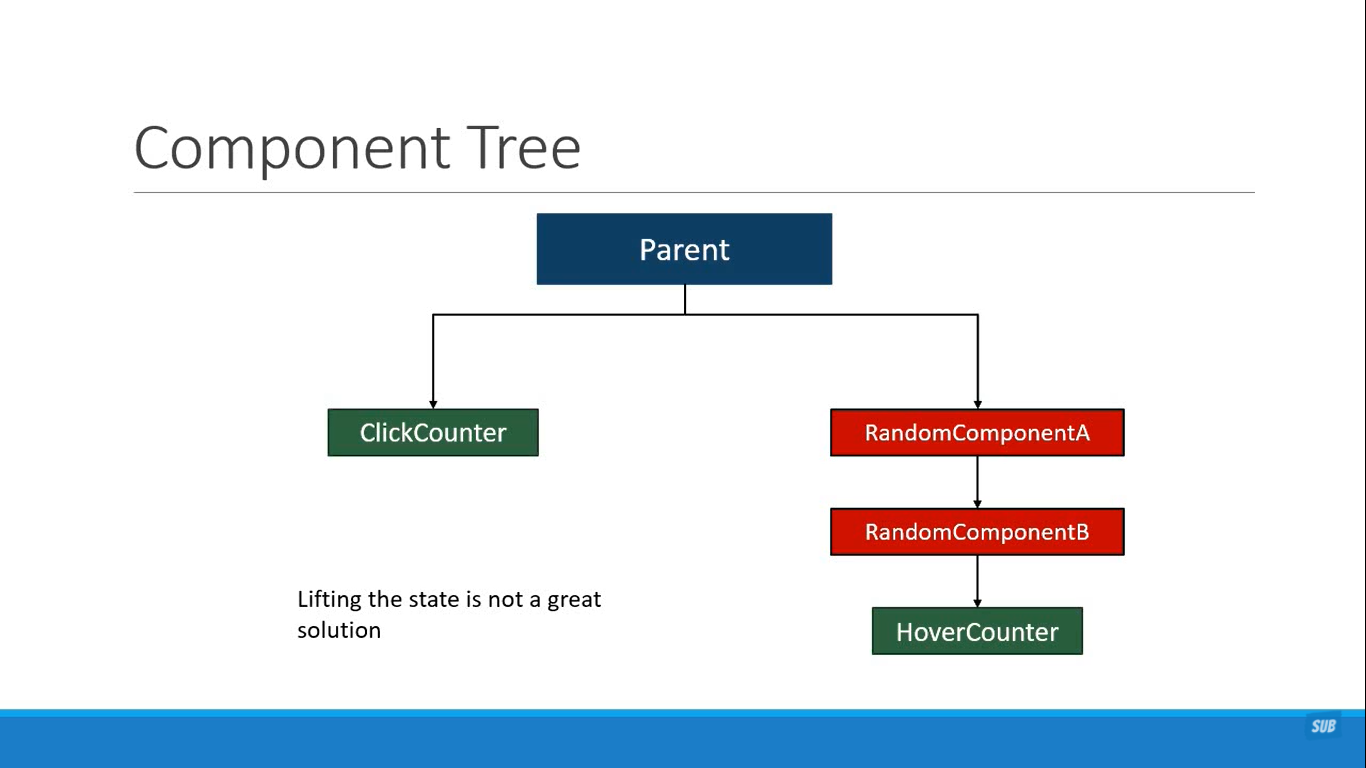 Component Tree
Parent
ClickCounter
RandomComponentA
RandomComponentB
Lifting the state is not a great
solution
HoverCounter
SUB